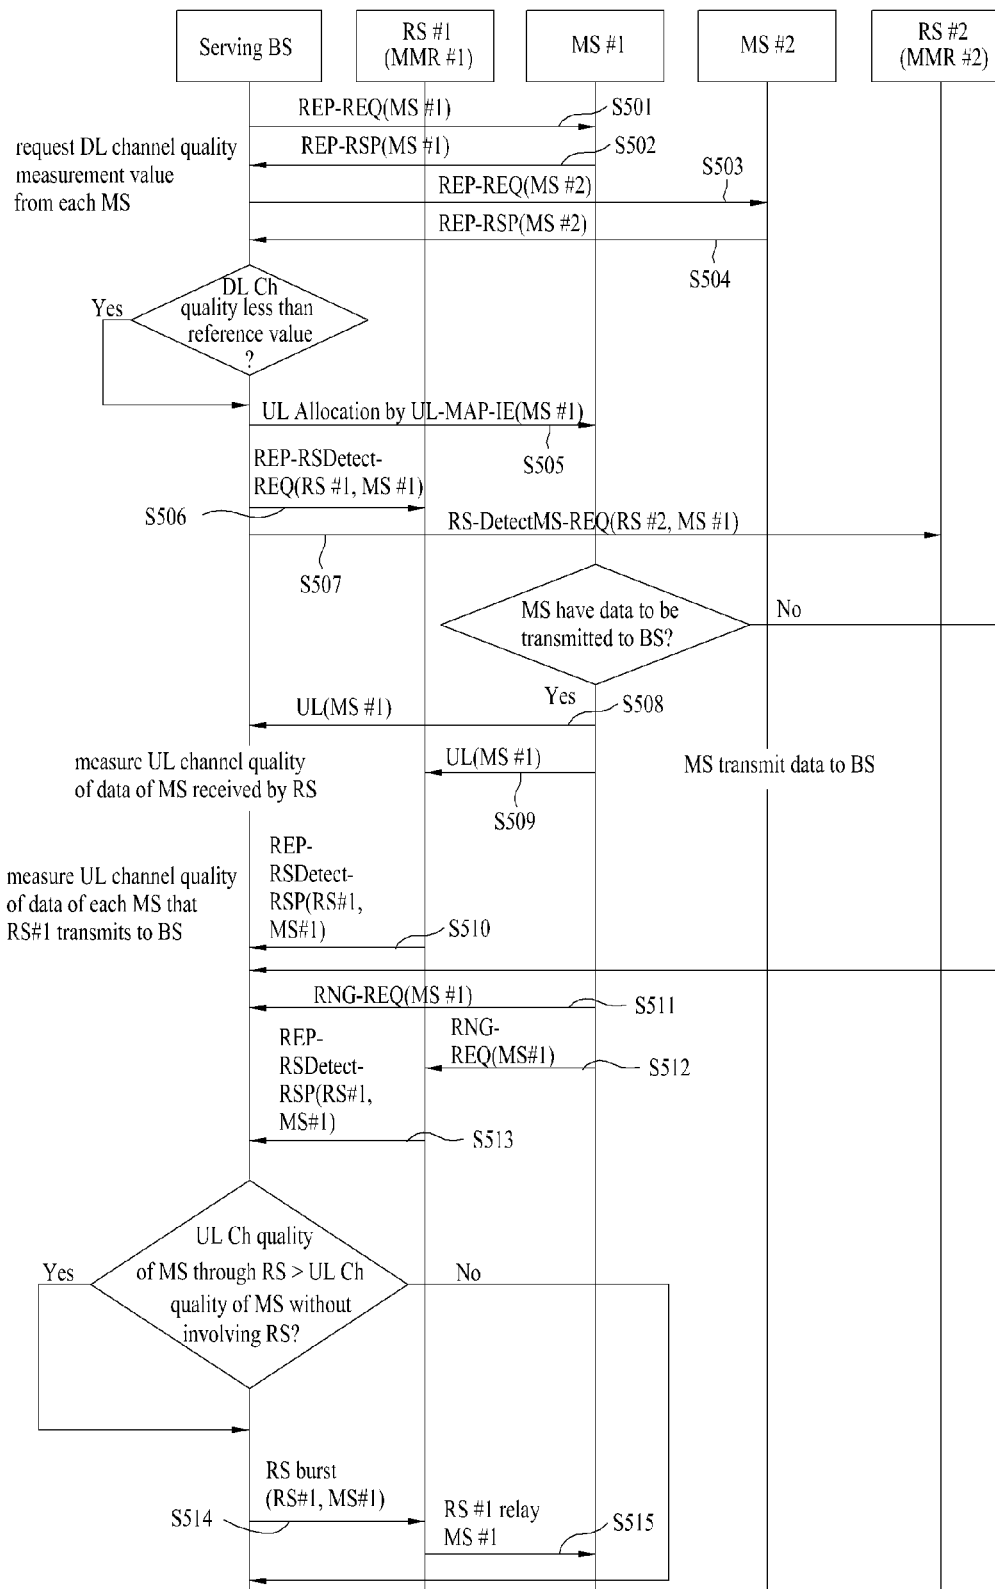 Serving BS
RS #1
(MMR #1)
MS #1
MS #2
RS #2
(MMR #2)
REP-REQ(MS #1)
S501
REP-RSP(MS #1)
S502
request DL channel quality
measurement value
from each MS
REP-REQ(MS #2)
S503
REP-RSP(MS #2)
S504
DL Ch
quality less than
reference value
?
Yes
UL Allocation by UL-MAP-IE(MS #1)
S505
REP-RSDetect-
REQ(RS #1, MS #1)
S506
RS-DetectMS-REQ(RS #2, MS #1)
S507
MS have data to be
transmitted to BS?
No
Yes
S508
UL(MS #1)
measure UL channel quality
of data of MS received by RS
UL(MS #1)
S509
MS transmit data to BS
measure UL channel quality
of data of each MS that
RS#1 transmits to BS
REP-
RSDetect-
RSP(RS#1,
MS#1)
S510
RNG-REQ(MS #1)
S511
RNG-
REQ(MS#1)
S512
REP-
RSDetect-
RSP(RS#1,
MS#1)
S513
UL Ch quality
of MS through RS > UL Ch
quality of MS without
involving RS?
Yes
No
RS burst
(RS#1, MS#1)
S514
RS #1 relay
MS #1
S515